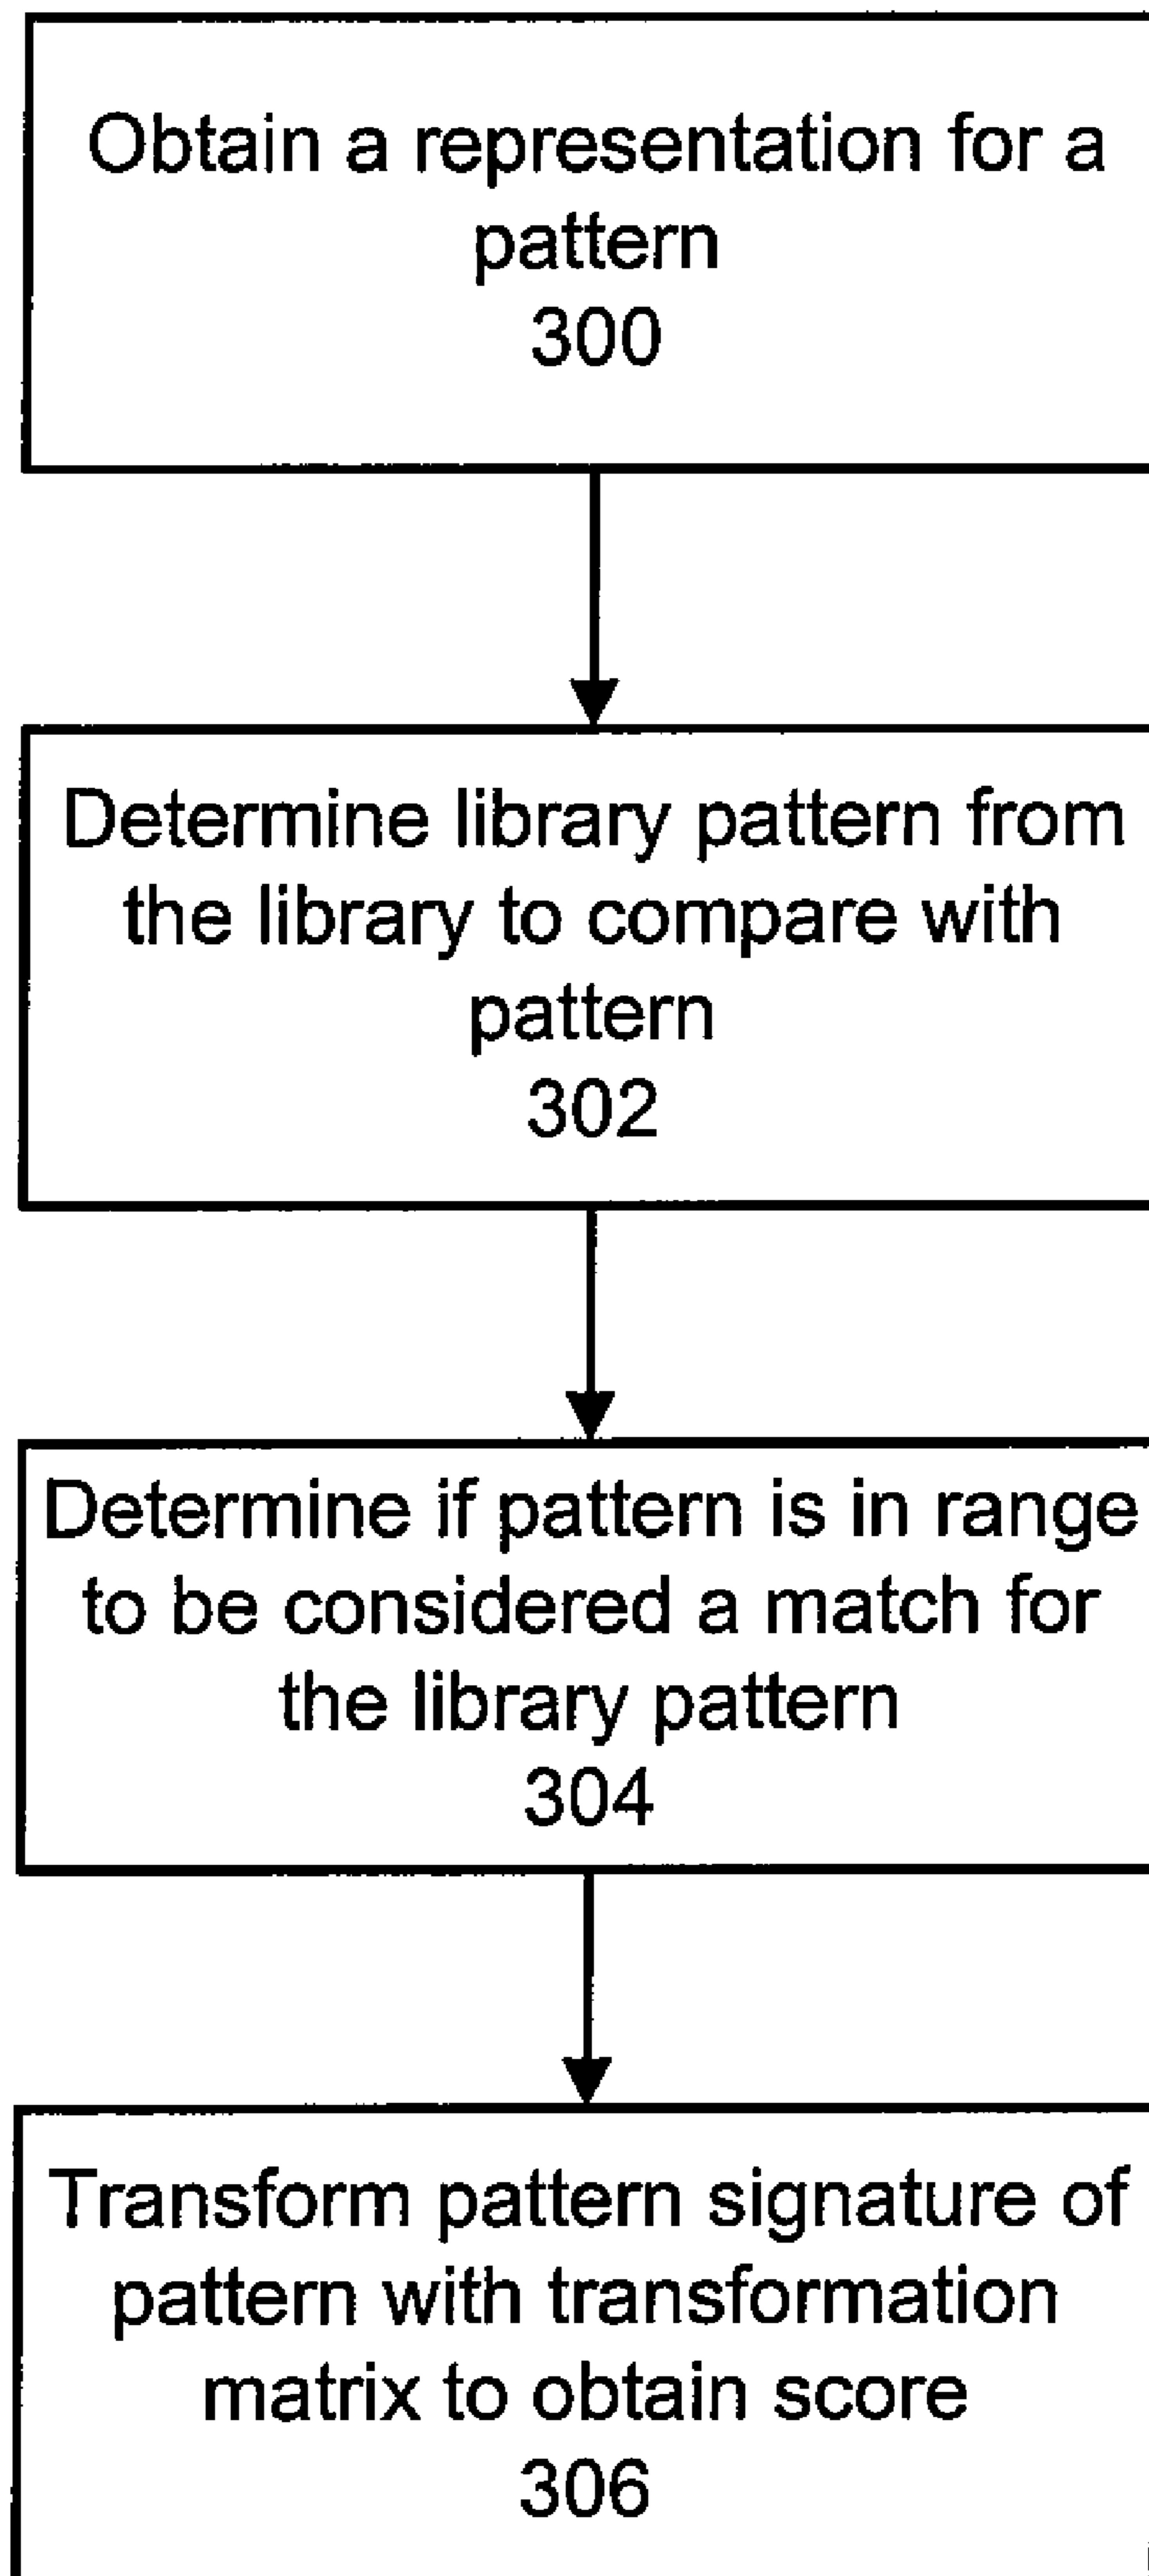 Obtain a representation for a
pattern
300
Determine library pattern from
the library to compare with
pattern
302
Determine if pattern is in range
to be considered a match for
the library pattern
304
Transform pattern signature of
pattern with transformation
matrix to obtain score
306